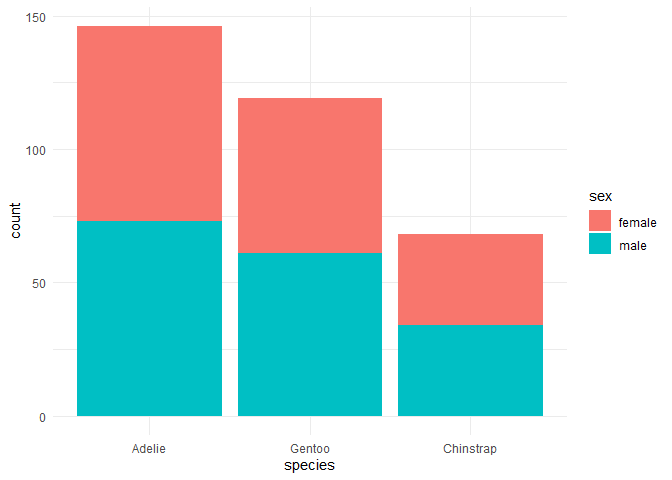 150
100
50
0
count
Adelie
Gentoo
Chinstrap
species
sex
female
male